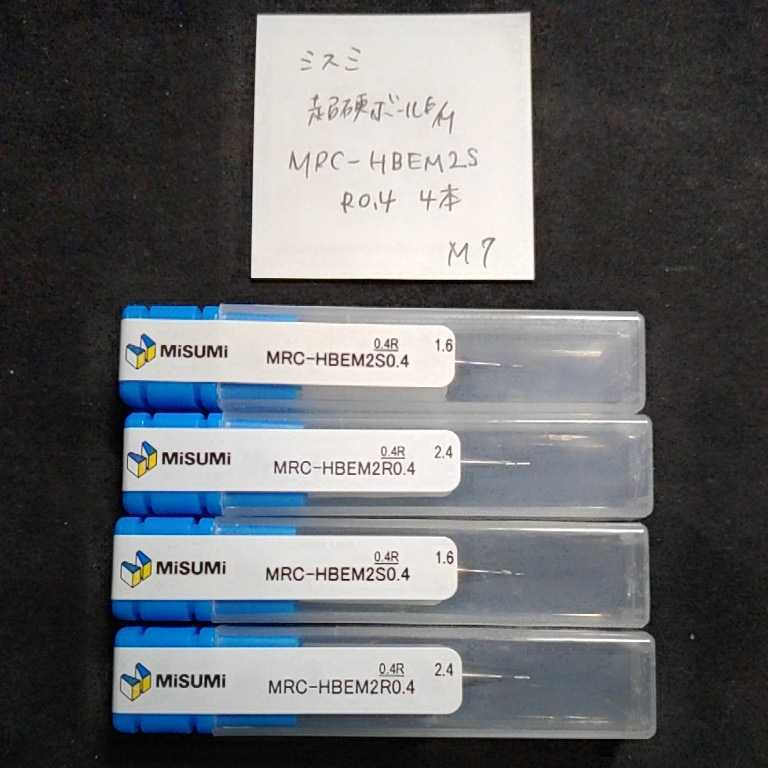 ミスミ
超硬ボールE/M
MRC-HBEM2S
R0.4 4本
M7
MiSUMi
0.4R 1.6
MRC-HBEM2S0.4
MiSUMi
0.4R 2.4
MRC-HBEM2R0.4
MiSUMi
0.4R 1.6
MRC-HBEM2S0.4
MiSUMi
0.4R 2.4
MRC-HBEM2R0.4